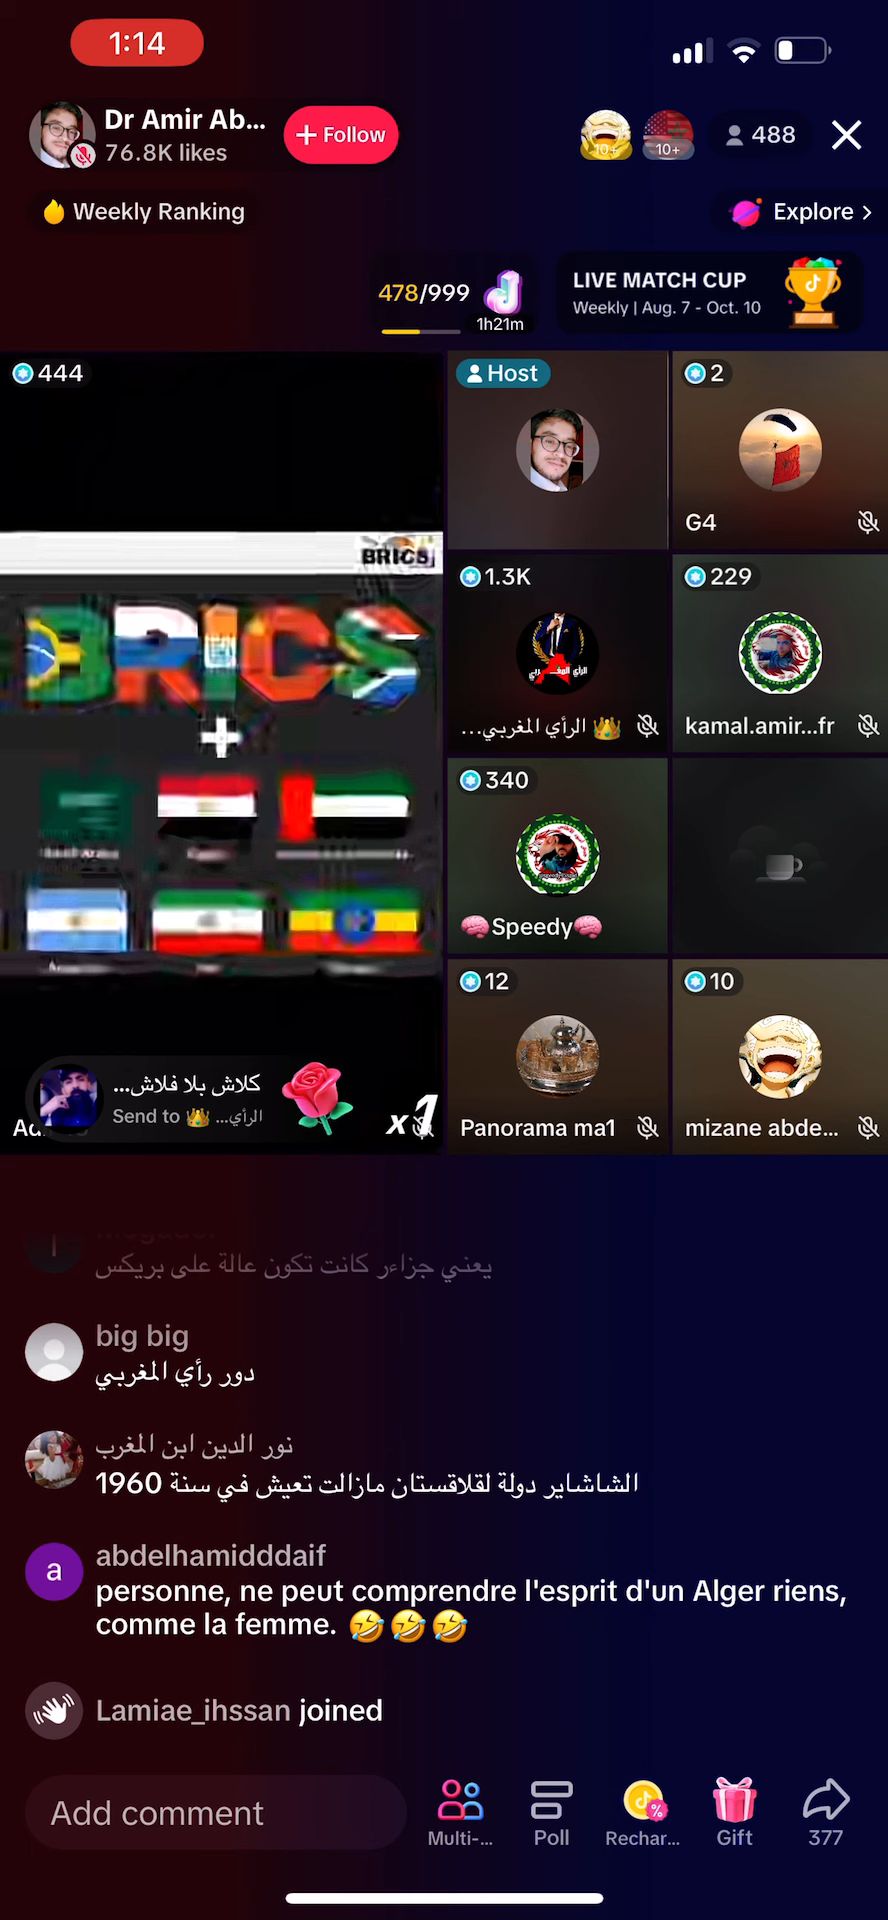 1:14
Dr Amir Ab...
76.8K likes
+ Follow
10+
10+
488
Weekly Ranking
Explore >
478/999
1h21m
LIVE MATCH CUP
Weekly | Aug. 7 - Oct. 10
444
Host
2
G4
BRICS
BRICS
+
1.3K
الرأي المغربي...
229
kamal.amir...fr
340
Speedy
12
Panorama ma1
10
mizane abde...
كلاش بلا فلاش...
Send to الرأي...
x1
يعني جزاءر كانت تكون عالة على بريكس
big big
دور رأي المغربي
نور الدين ابن المغرب
الشاشاير دولة لقلاقستان مازالت تعيش في سنة 1960
a
abdelhamidddaif
personne, ne peut comprendre l'esprit d'un Alger riens,
comme la femme. 🤣🤣🤣
Lamiae_ihssan joined
Add comment
Multi-...
Poll
Rechar...
Gift
377